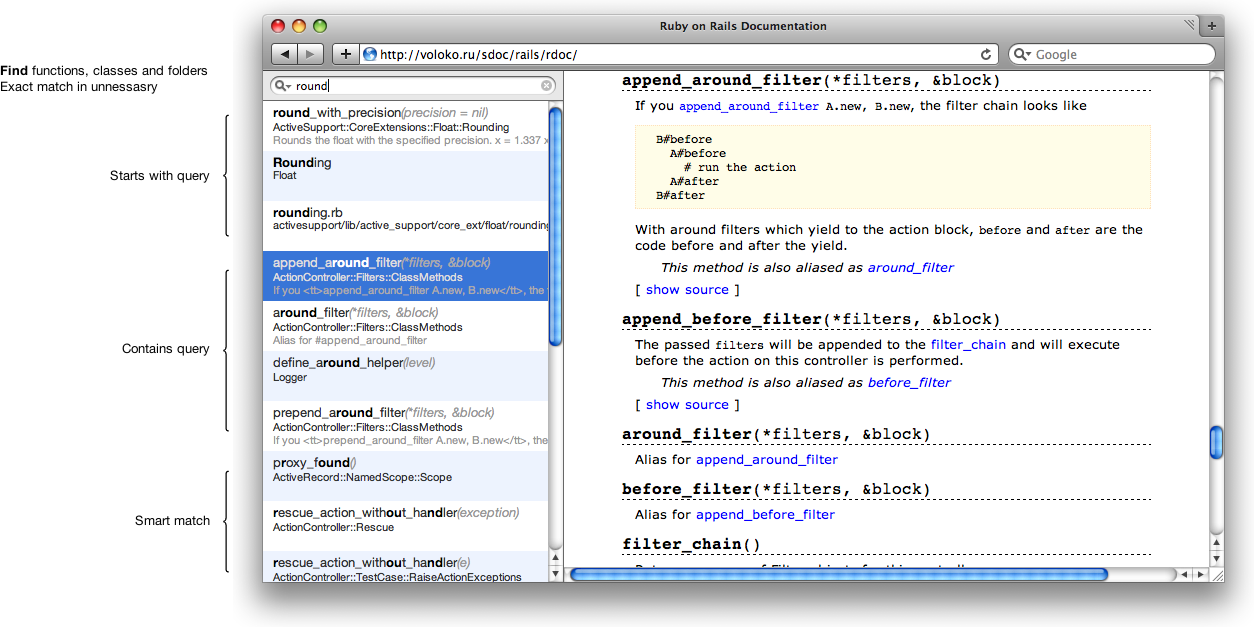 Ruby on Rails Documentation
http://voloko.ru/sdoc/rails/rdoc/
Google
Find functions, classes and folders
Exact match in unnessasry
Starts with query
Contains query
Smart match
round
round_with_precision(precision = nil)
ActiveSupport::CoreExtensions::Float::Rounding
Rounds the float with the specified precision. x = 1.337 x
Rounding
Float
rounding.rb
activesupport/lib/active_support/core_ext/float/rounding
append_around_filter(*filters, &block)
ActionController::Filters::ClassMethods
If you <tt>append_around_filter A.new, B.new</tt>, the
around_filter(*filters, &block)
ActionController::Filters::ClassMethods
Alias for #append_around_filter
define_around_helper(level)
Logger
prepend_around_filter(*filters, &block)
ActionController::Filters::ClassMethods
If you <tt>prepend_around_filter A.new, B.new</tt>, the
proxy_found()
ActiveRecord::NamedScope::Scope
rescue_action_without_handler(exception)
ActionController::Rescue
rescue_action_without_handler(e)
ActionController::TestCase::RaiseActionExceptions
append_around_filter(*filters, &block)
If you append_around_filter A.new, B.new, the filter chain looks like
B#before
A#before
# run the action
A#after
B#after
With around filters which yield to the action block, before and after are the
code before and after the yield.
This method is also aliased as around_filter
[ show source ]
append_before_filter(*filters, &block)
The passed filters will be appended to the filter_chain and will execute
before the action on this controller is performed.
This method is also aliased as before_filter
[ show source ]
around_filter(*filters, &block)
Alias for append_around_filter
before_filter(*filters, &block)
Alias for append_before_filter
filter_chain()